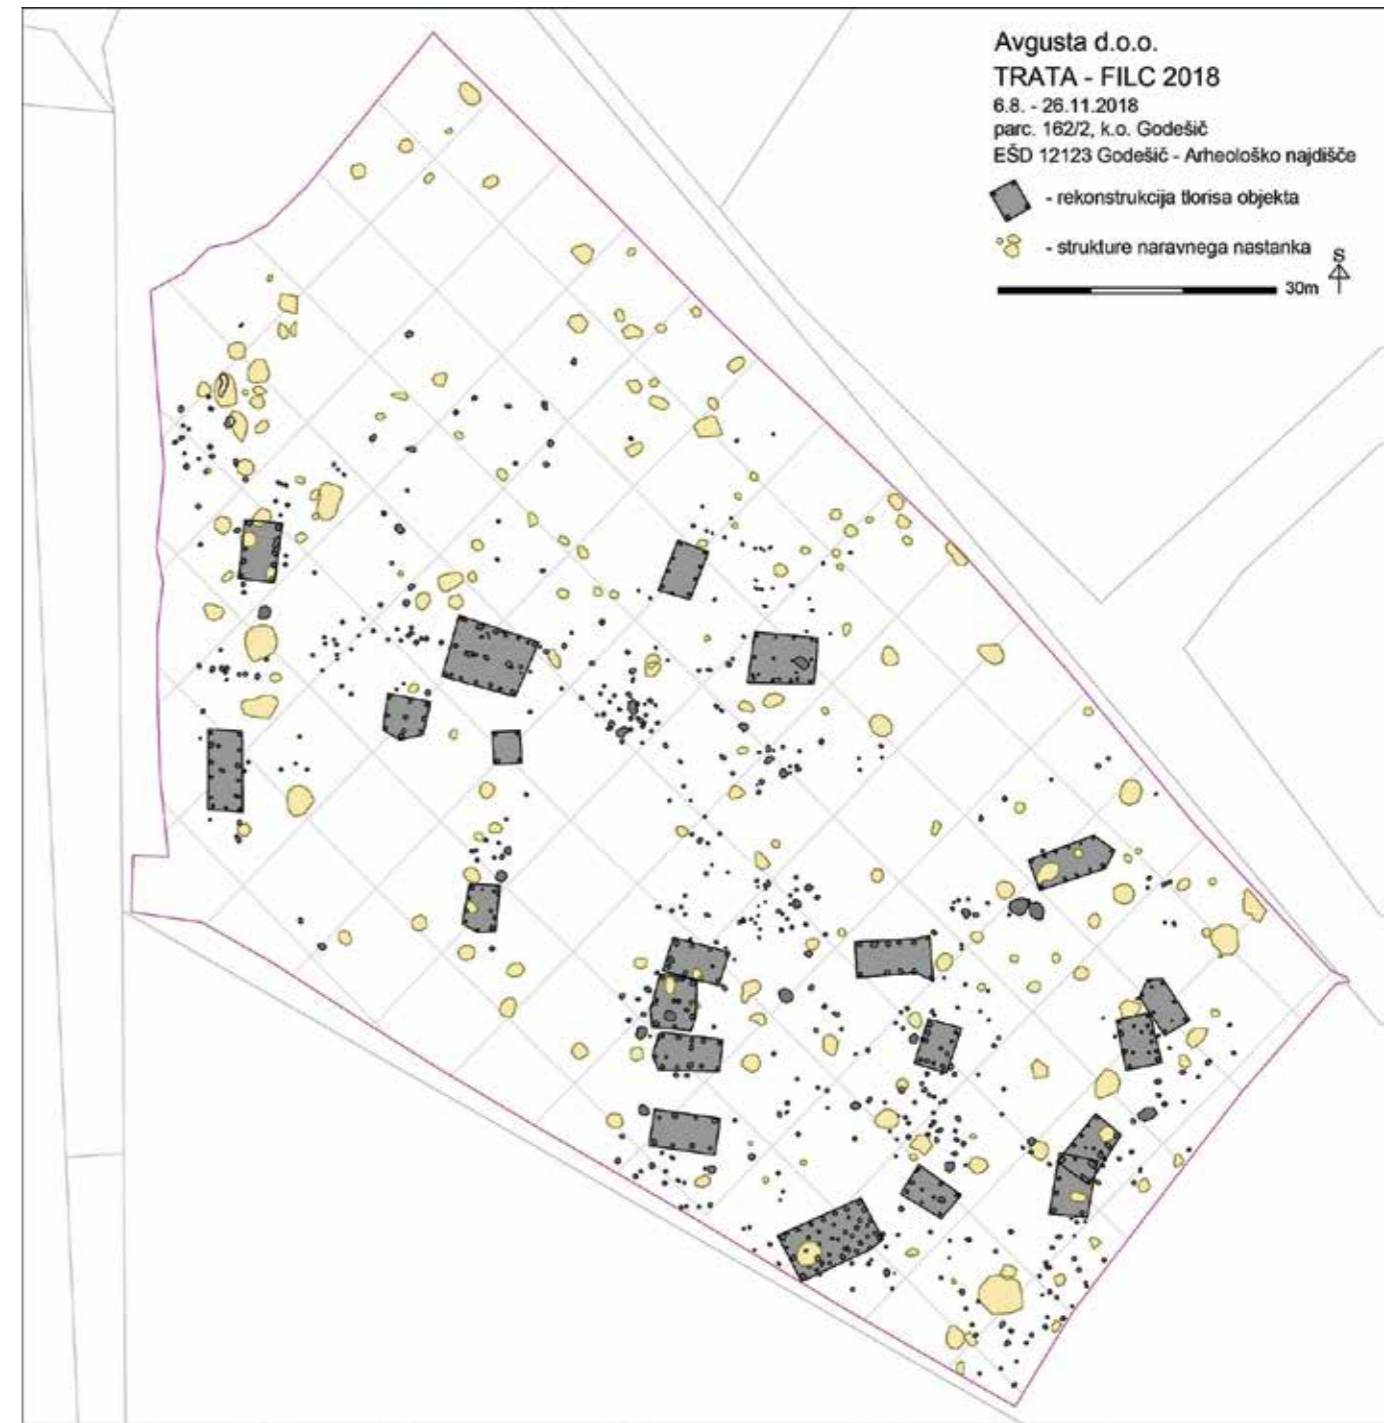 Avgusta d.o.o.
TRATA - FILC 2018
6.8. - 26.11.2018
parc. 162/2, k.o. Godešič
EŠD 12123 Godešič - Arheološko najdišče
- rekonstrukcija tlorisa objekta
- strukture naravnega nastanka
S
30m